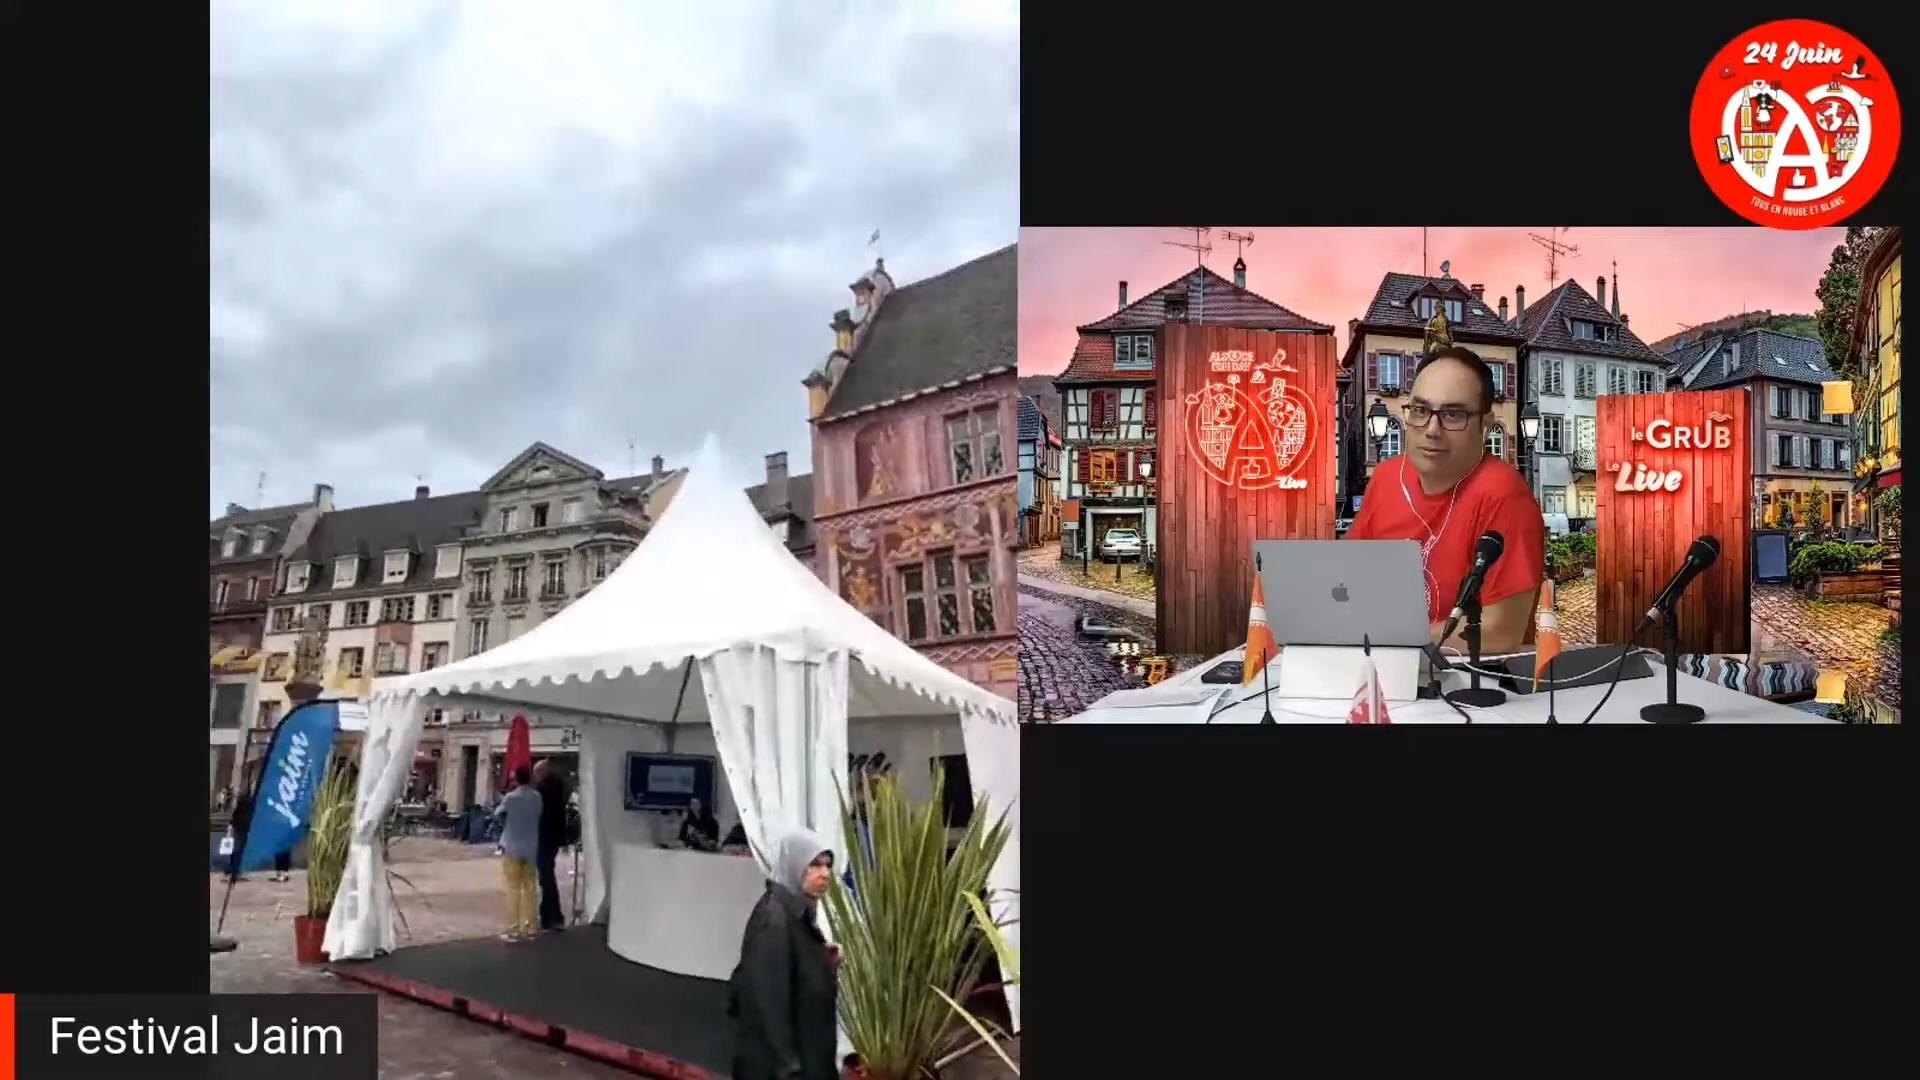 24 Juin
TOUS EN ROUGE ET BLANC
ALSACE
FAN DAY
Live
le GRUB
Le Live
jaim
Festival Jaim